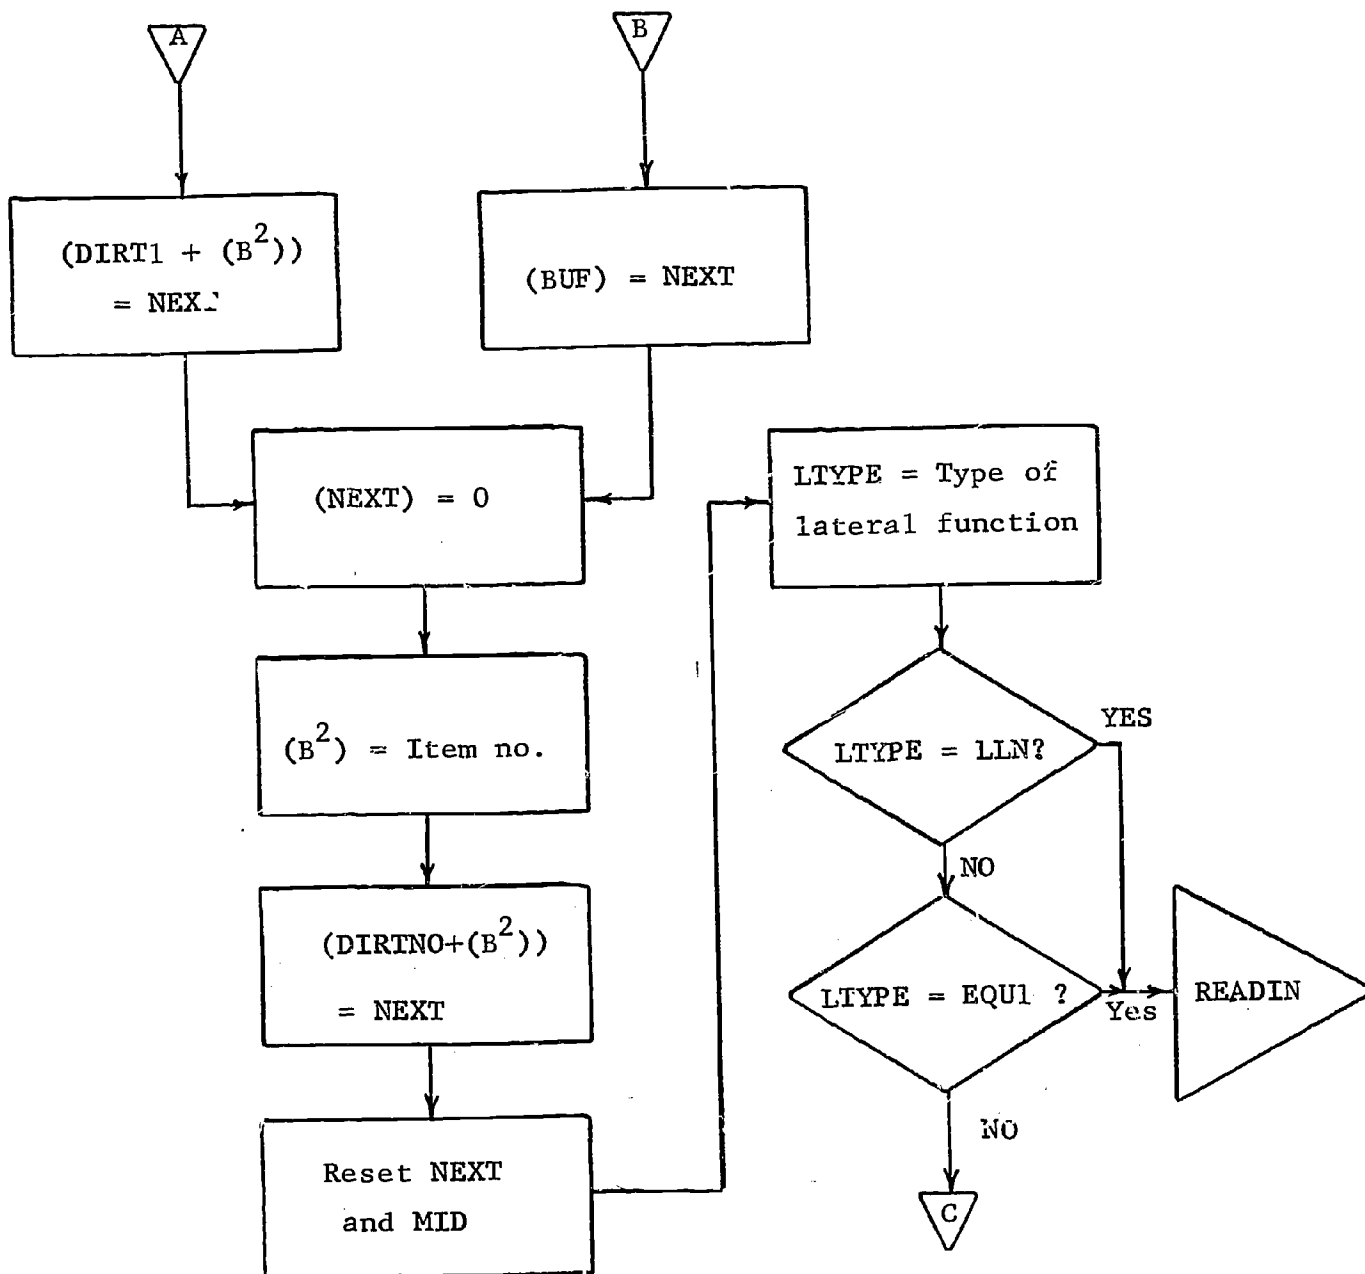 A
B
(DIRT1 + (B²))
= NEXT
(BUF) = NEXT
(NEXT) = 0
(B²) = Item no.
(DIRTNO+(B²))
= NEXT
Reset NEXT
and MID
LTYPE = Type of
lateral function
LTYPE = LLN?
YES
NO
LTYPE = EQU1 ?
Yes
READIN
NO
C